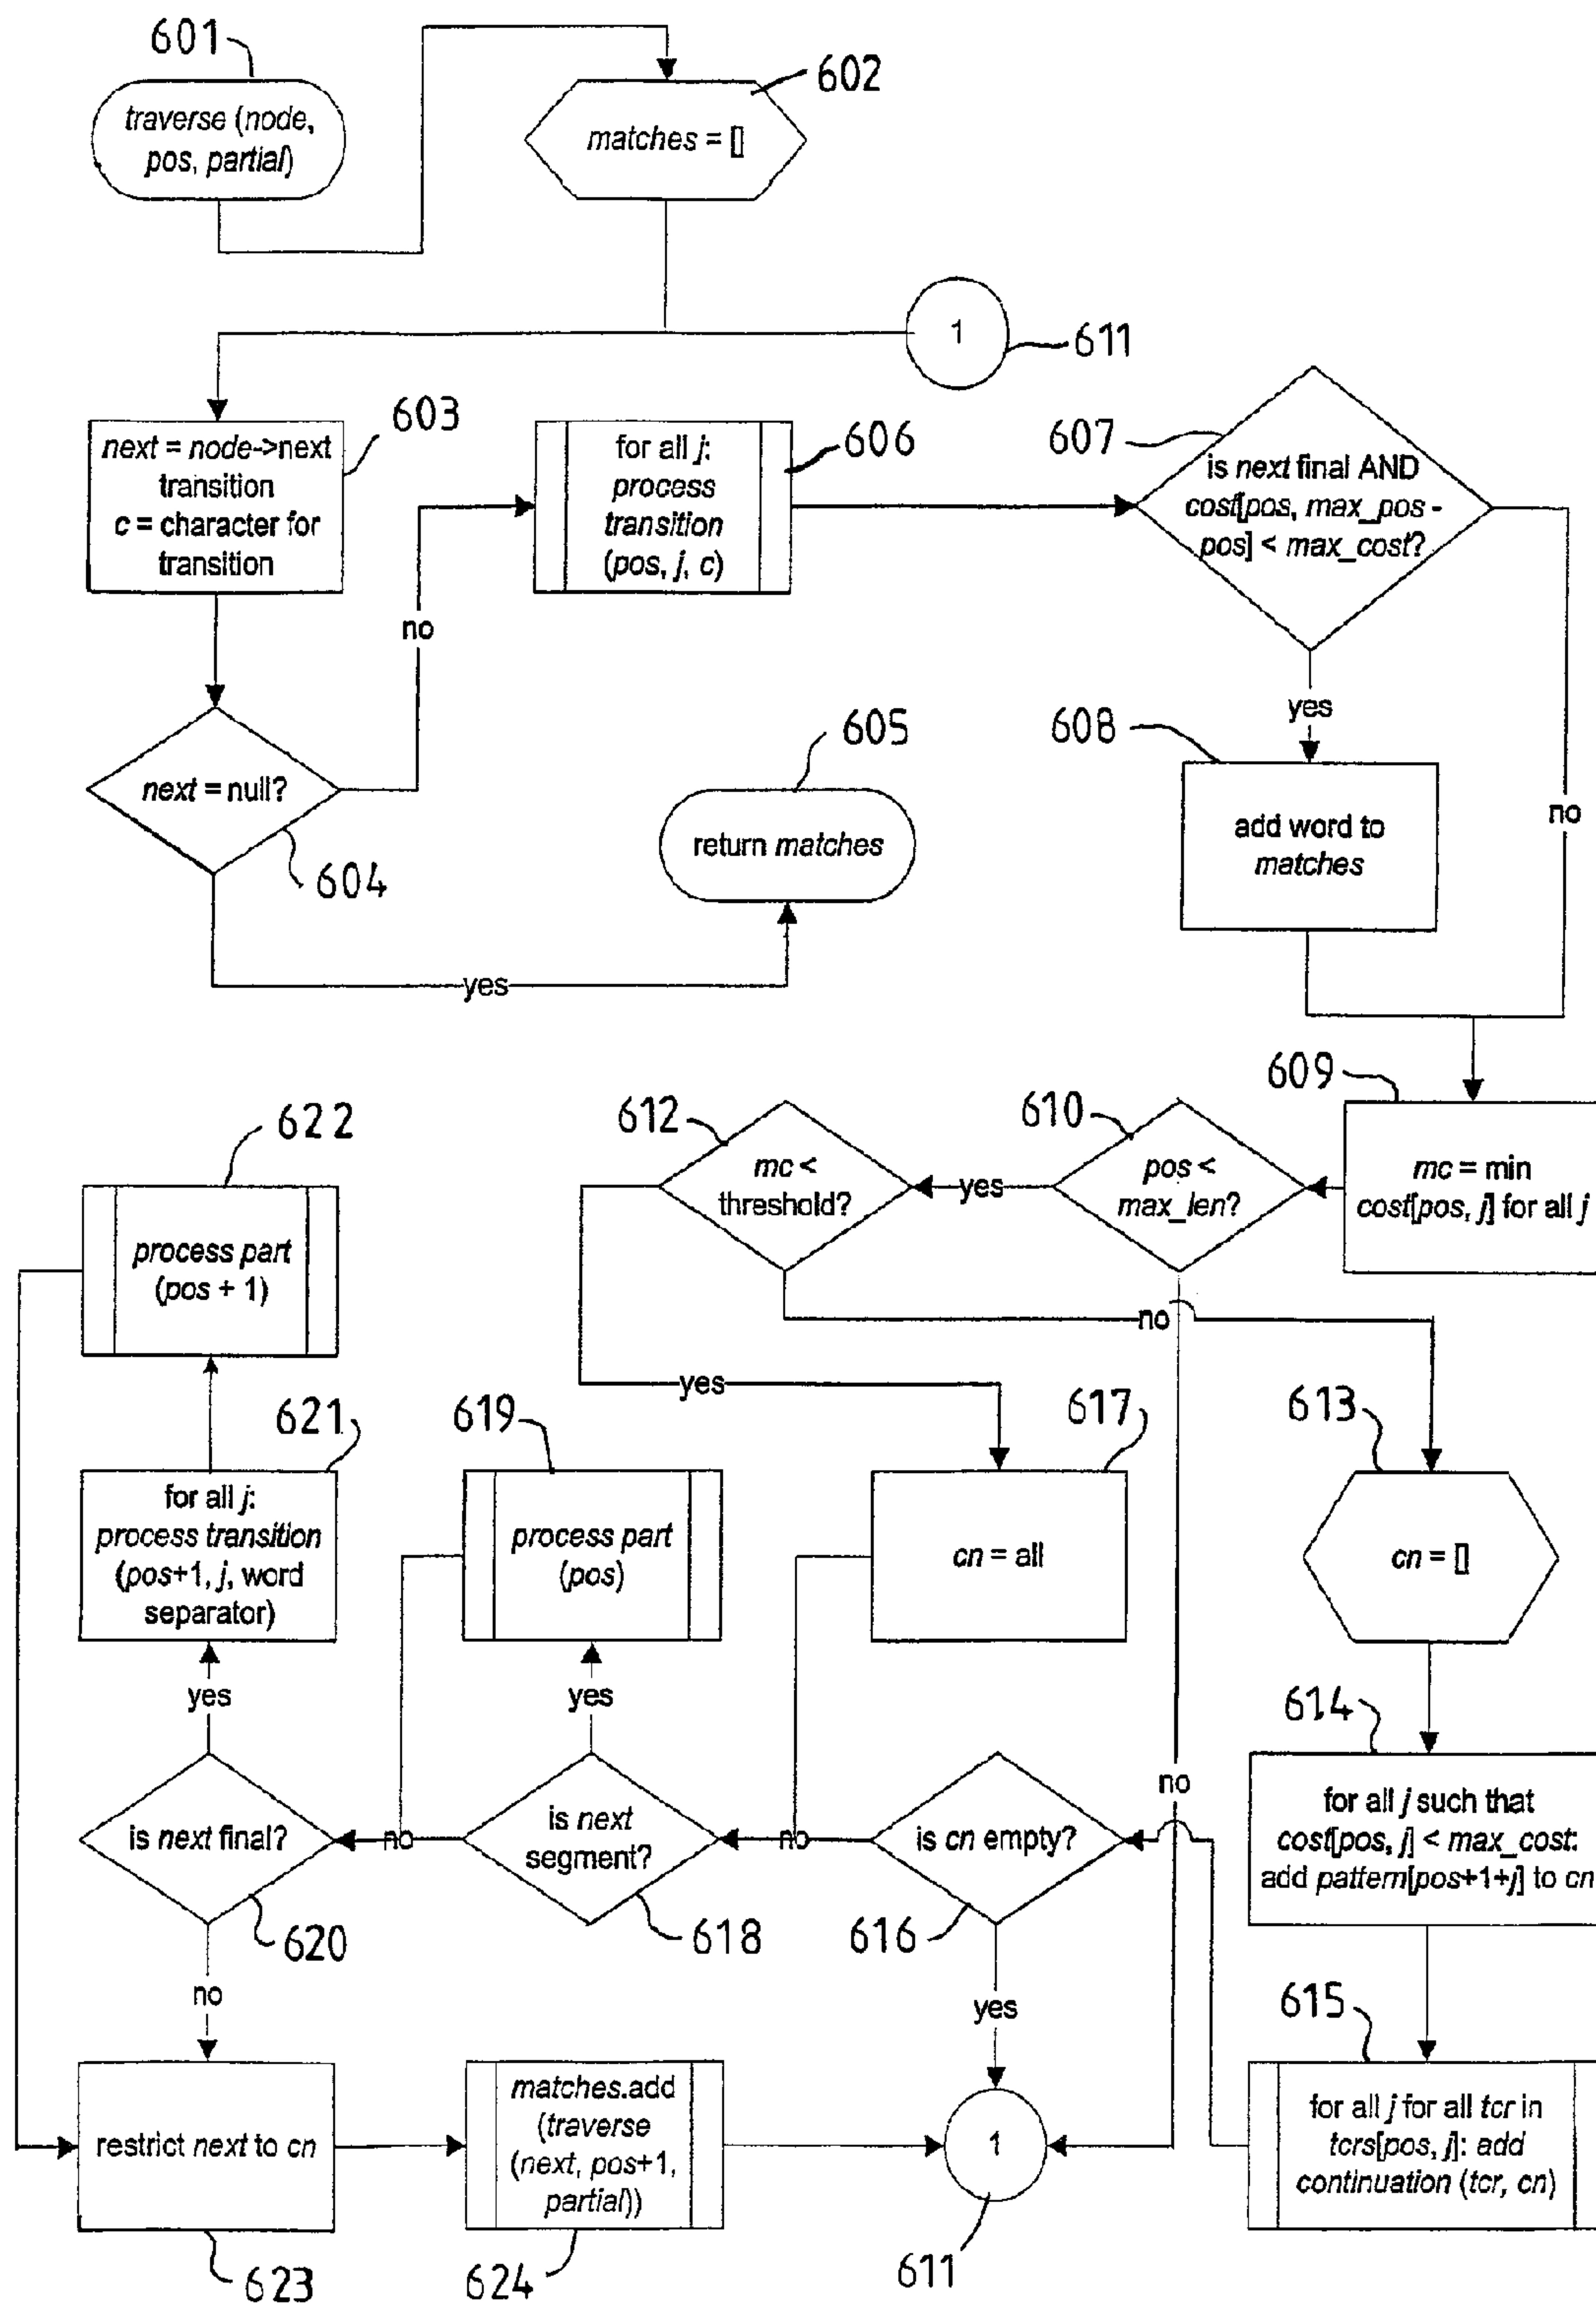 601
traverse (node,
pos, partial)
602
matches = []
1
611
603
next = node->next
transition
c = character for
transition
606
for all j:
process
transition
(pos, j, c)
607
is next final AND
cost[pos, max_pos -
pos] < max_cost?
no
yes
no
next = null?
604
605
return matches
608
add word to
matches
yes
609
mc = min
cost[pos, j] for all j
610
pos <
max_len?
yes
612
mc <
threshold?
622
process part
(pos + 1)
no
yes
621
for all j:
process transition
(pos+1, j, word
separator)
619
process part
(pos)
617
cn = all
613
cn = []
yes
yes
no
614
for all j such that
cost[pos, j] < max_cost:
add pattern[pos+1+j] to cn
is next final?
620
no
is next
segment?
618
no
is cn empty?
616
no
yes
615
for all j for all tcr in
tcrs[pos, j]: add
continuation (tcr, cn)
restrict next to cn
623
matches.add
(traverse
(next, pos+1,
partial))
624
1
611